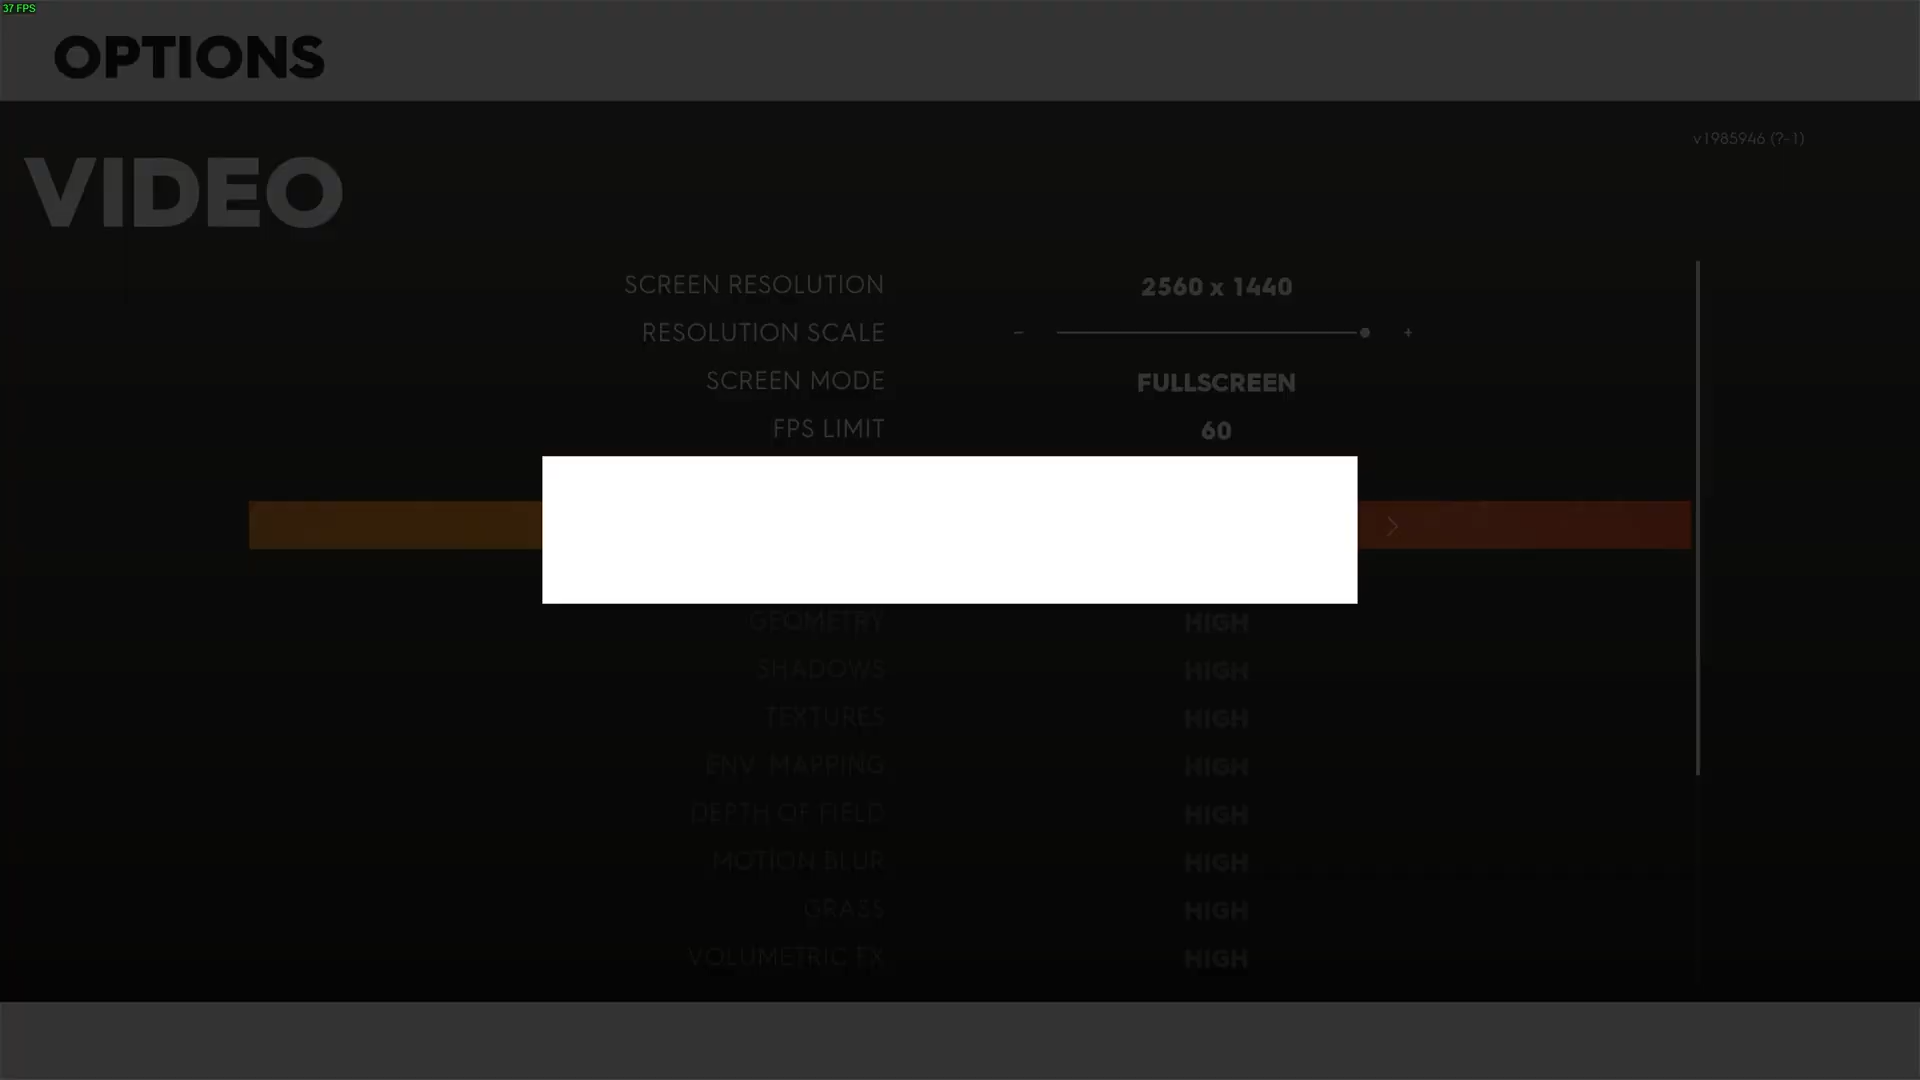 37 FPS
OPTIONS
v1985946 (?-1)
VIDEO
SCREEN RESOLUTION 2560 x 1440
RESOLUTION SCALE - +
SCREEN MODE FULLSCREEN
FPS LIMIT 60
GEOMETRY HIGH
SHADOWS HIGH
TEXTURES HIGH
ENV. MAPPING HIGH
DEPTH OF FIELD HIGH
MOTION BLUR HIGH
GRASS HIGH
VOLUMETRIC FX HIGH